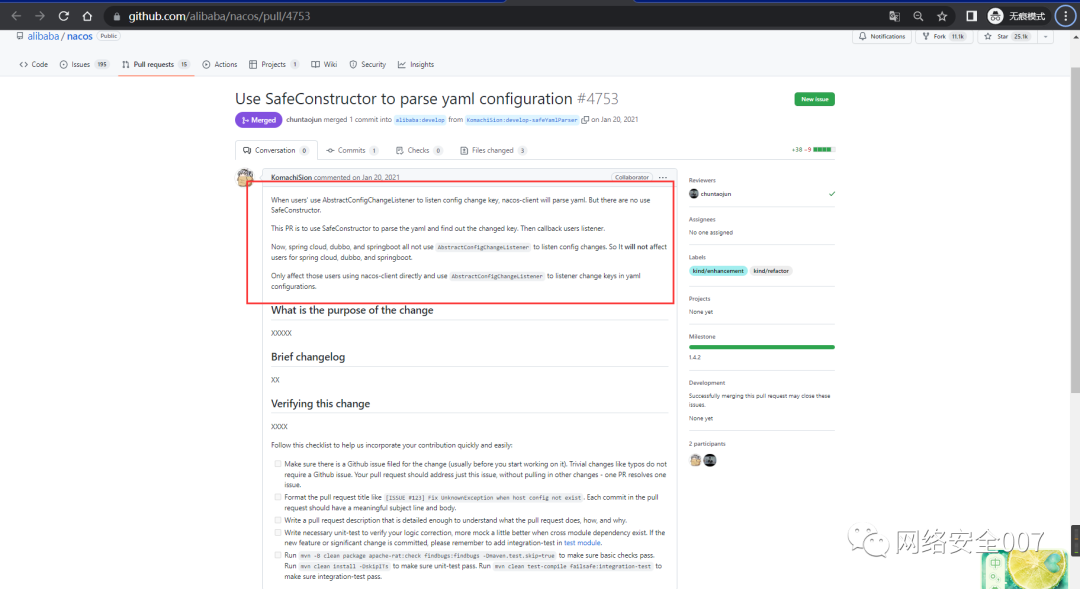 github.com/alibaba/nacos/pull/4753
无痕模式
alibaba / nacos Public
Notifications Fork 11.1k Star 25.1k
Code Issues 195 Pull requests 15 Actions Projects 1 Wiki Security Insights
Use SafeConstructor to parse yaml configuration #4753
New issue
Merged chuntaojun merged 1 commit into alibaba:develop from KomachiSion:develop-safeYamlParser on Jan 20, 2021
Conversation 0 Commits 1 Checks 0 Files changed 3
+38 −9
KomachiSion commented on Jan 20, 2021
Collaborator
When users' use AbstractConfigChangeListener to listen config change key, nacos-client will parse yaml. But there are no use
SafeConstructor.
This PR is to use SafeConstructor to parse the yaml and find out the changed key. Then callback users listener.
Now, spring cloud, dubbo, and springboot all not use AbstractConfigChangeListener to listen config changes. So It will not affect
users for spring cloud, dubbo, and springboot.
Only affect those users using nacos-client directly and use AbstractConfigChangeListener to listener change keys in yaml
configurations.
What is the purpose of the change
XXXXX
Brief changelog
XX
Verifying this change
XXXX
Follow this checklist to help us incorporate your contribution quickly and easily:
Make sure there is a Github issue filed for the change (usually before you start working on it). Trivial changes like typos do not
require a Github issue. Your pull request should address just this issue, without pulling in other changes - one PR resolves one
issue.
Format the pull request title like [ISSUE #123] Fix UnknownException when host config not exist . Each commit in the pull
request should have a meaningful subject line and body.
Write a pull request description that is detailed enough to understand what the pull request does, how, and why.
Write necessary unit-test to verify your logic correction, more mock a little better when cross module dependency exist. If the
new feature or significant change is committed, please remember to add integration-test in test module.
Run mvn -B clean package apache-rat:check findbugs:findbugs -Dmaven.test.skip=true to make sure basic checks pass.
Run mvn clean install -DskipITs to make sure unit-test pass. Run mvn clean test-compile failsafe:integration-test to
make sure integration-test pass.
Reviewers
chuntaojun
Assignees
No one assigned
Labels
kind/enhancement kind/refactor
Projects
None yet
Milestone
1.4.2
Development
Successfully merging this pull request may close these
issues.
None yet
2 participants
网络安全007
中